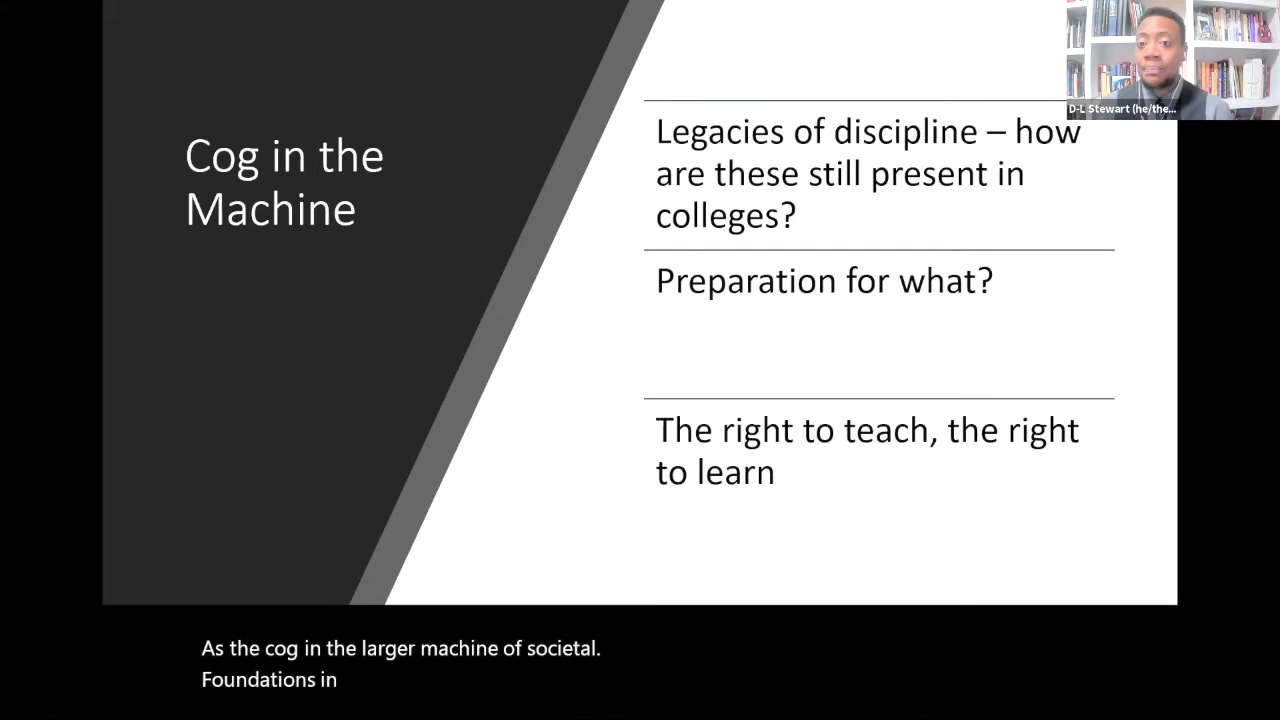 Cog in the
Machine
D-L Stewart (he/the...
Legacies of discipline – how
are these still present in
colleges?
Preparation for what?
The right to teach, the right
to learn
As the cog in the larger machine of societal.
Foundations in